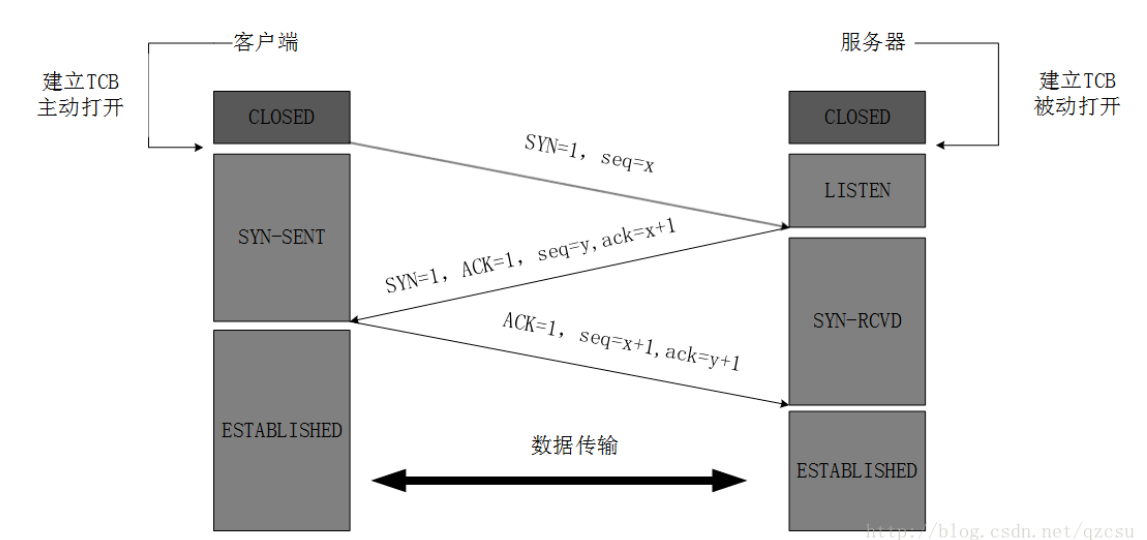 客户端
服务器
建立TCB
主动打开
建立TCB
被动打开
CLOSED
CLOSED
SYN=1, seq=x
LISTEN
SYN-SENT
SYN=1, ACK=1, seq=y,ack=x+1
SYN-RCVD
ACK=1, seq=x+1,ack=y+1
ESTABLISHED
数据传输
ESTABLISHED
http://blog.csdn.net/qzcsu